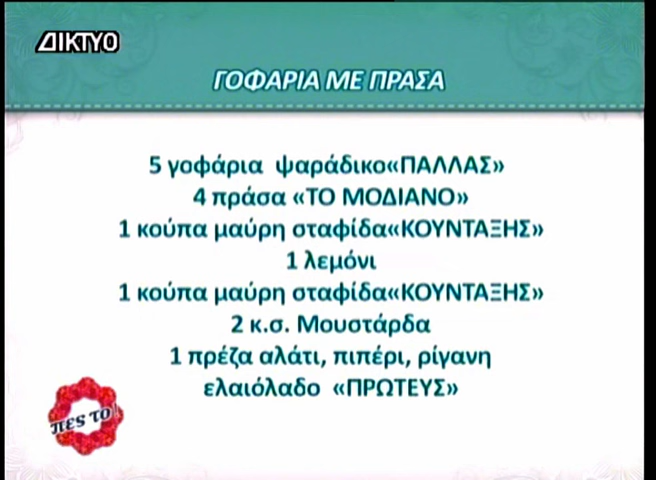 ΔΙΚΤΥΟ
ΓΟΦΑΡΙΑ ΜΕ ΠΡΑΣΑ
5 γοφάρια ψαράδικο«ΠΑΛΛΑΣ»
4 πράσα «ΤΟ ΜΟΔΙΑΝΟ»
1 κούπα μαύρη σταφίδα«ΚΟΥΝΤΑΞΗΣ»
1 λεμόνι
1 κούπα μαύρη σταφίδα«ΚΟΥΝΤΑΞΗΣ»
2 κ.σ. Μουστάρδα
1 πρέζα αλάτι, πιπέρι, ρίγανη
ελαιόλαδο «ΠΡΩΤΕΥΣ»
πες το!